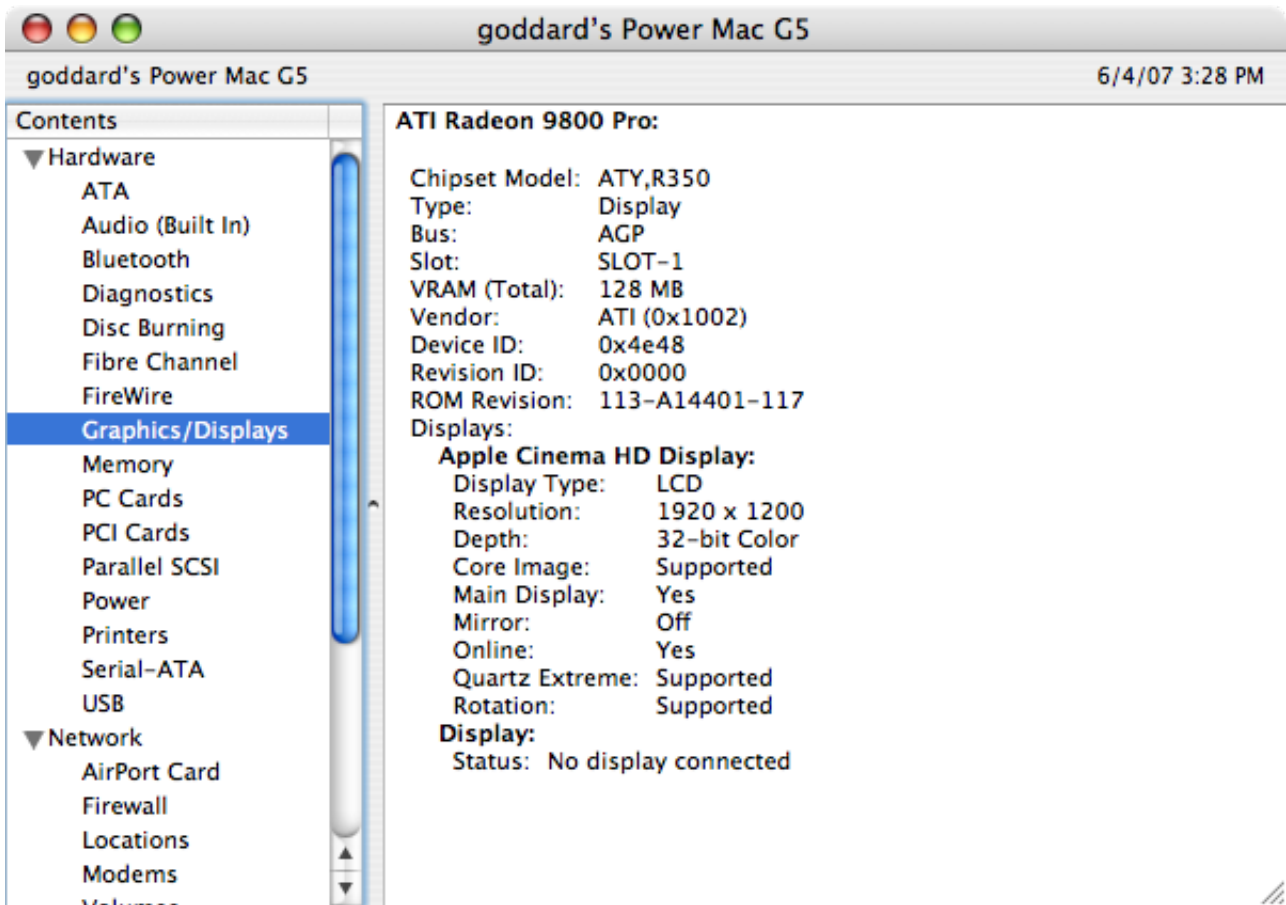 goddard's Power Mac G5
goddard's Power Mac G5 6/4/07 3:28 PM
Contents
Hardware
ATA
Audio (Built In)
Bluetooth
Diagnostics
Disc Burning
Fibre Channel
FireWire
Graphics/Displays
Memory
PC Cards
PCI Cards
Parallel SCSI
Power
Printers
Serial-ATA
USB
Network
AirPort Card
Firewall
Locations
Modems
ATI Radeon 9800 Pro:
Chipset Model: ATY,R350
Type: Display
Bus: AGP
Slot: SLOT-1
VRAM (Total): 128 MB
Vendor: ATI (0x1002)
Device ID: 0x4e48
Revision ID: 0x0000
ROM Revision: 113-A14401-117
Displays:
Apple Cinema HD Display:
Display Type: LCD
Resolution: 1920 x 1200
Depth: 32-bit Color
Core Image: Supported
Main Display: Yes
Mirror: Off
Online: Yes
Quartz Extreme: Supported
Rotation: Supported
Display:
Status: No display connected